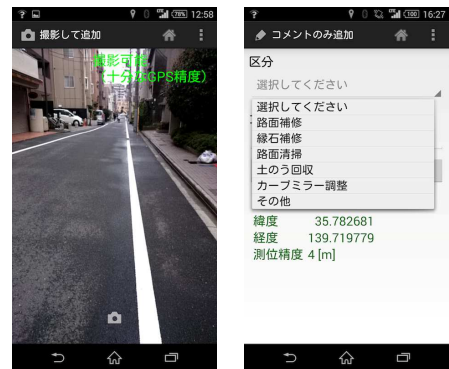 78% 12:58
撮影して追加
撮影可能
（十分なGPS精度）
100 16:27
コメントのみ追加
区分
選択してください
選択してください
路面補修
縁石補修
路面清掃
土のう回収
カーブミラー調整
その他
緯度 35.782681
経度 139.719779
測位精度 4 [m]